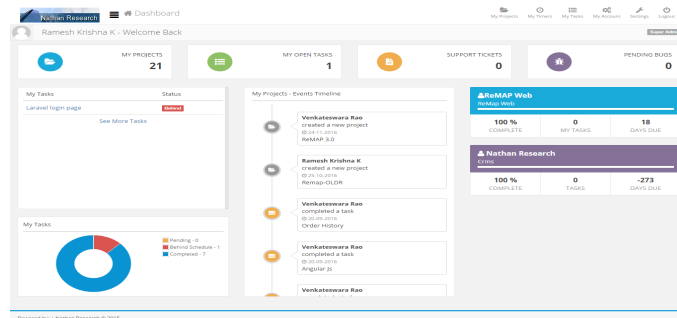 Nathan Research
Dashboard
My Projects
My Timers
My Tasks
My Account
Settings
Logout
Ramesh Krishna K - Welcome Back
Super Admin
MY PROJECTS
21
MY OPEN TASKS
1
SUPPORT TICKETS
0
PENDING BUGS
0
My Tasks
Status
Laravel login page
Behind
See More Tasks
My Tasks
Pending - 0
Behind Schedule - 1
Completed - 7
My Projects - Events Timeline
Venkateswara Rao
created a new project
24-11-2016
ReMAP 3.0
Ramesh Krishna K
created a new project
25-10-2016
Remap-OLDR
Venkateswara Rao
completed a task
20-09-2016
Order History
Venkateswara Rao
completed a task
20-09-2016
Angular Js
Venkateswara Rao
ReMAP Web
ReMap Web
100 %
COMPLETE
0
MY TASKS
18
DAYS DUE
Nathan Research
Crms
100 %
COMPLETE
0
TASKS
-273
DAYS DUE